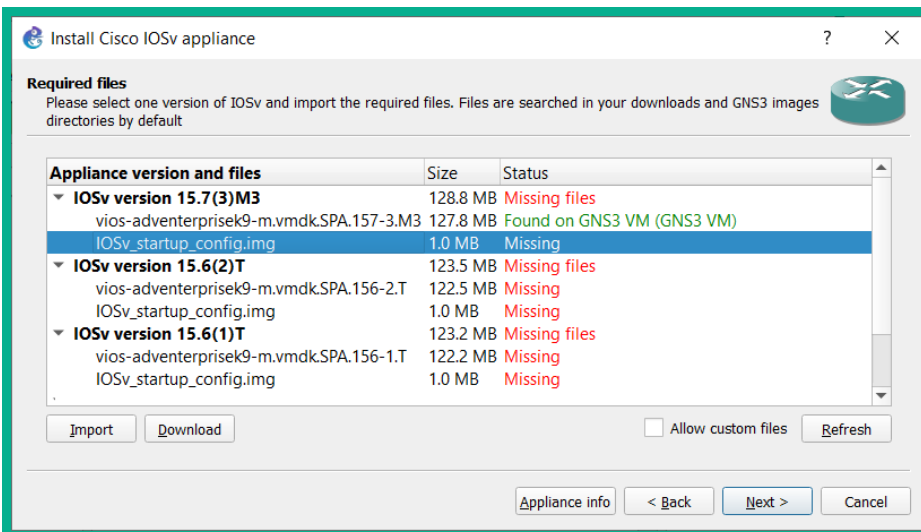 Install Cisco IOSv appliance
Required files
Please select one version of IOSv and import the required files. Files are searched in your downloads and GNS3 images
directories by default
Appliance version and files Size Status
IOSv version 15.7(3)M3 128.8 MB Missing files
vios-adventerprisek9-m.vmdk.SPA.157-3.M3 127.8 MB Found on GNS3 VM (GNS3 VM)
IOSv_startup_config.img 1.0 MB Missing
IOSv version 15.6(2)T 123.5 MB Missing files
vios-adventerprisek9-m.vmdk.SPA.156-2.T 122.5 MB Missing
IOSv_startup_config.img 1.0 MB Missing
IOSv version 15.6(1)T 123.2 MB Missing files
vios-adventerprisek9-m.vmdk.SPA.156-1.T 122.2 MB Missing
IOSv_startup_config.img 1.0 MB Missing
Import Download Allow custom files Refresh
Appliance info < Back Next > Cancel